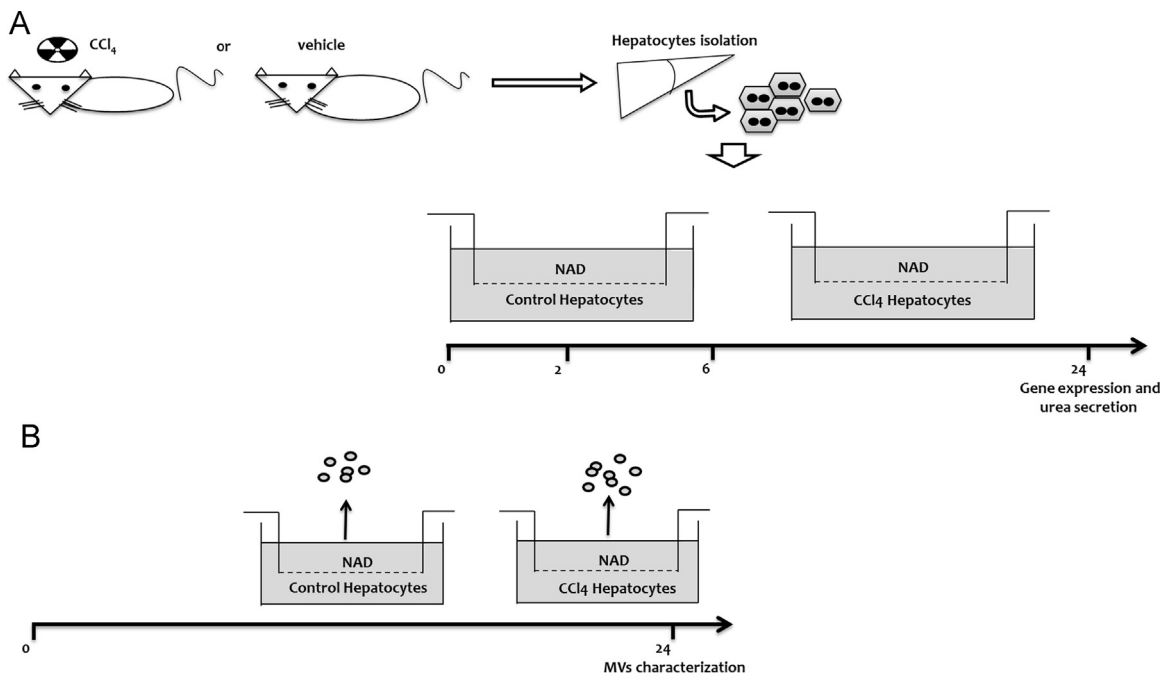 A
CCl₄
or
vehicle
Hepatocytes isolation
NAD
Control Hepatocytes
NAD
CCl4 Hepatocytes
0
2
6
24
Gene expression and
urea secretion
B
NAD
Control Hepatocytes
NAD
CCl4 Hepatocytes
0
24
MVs characterization